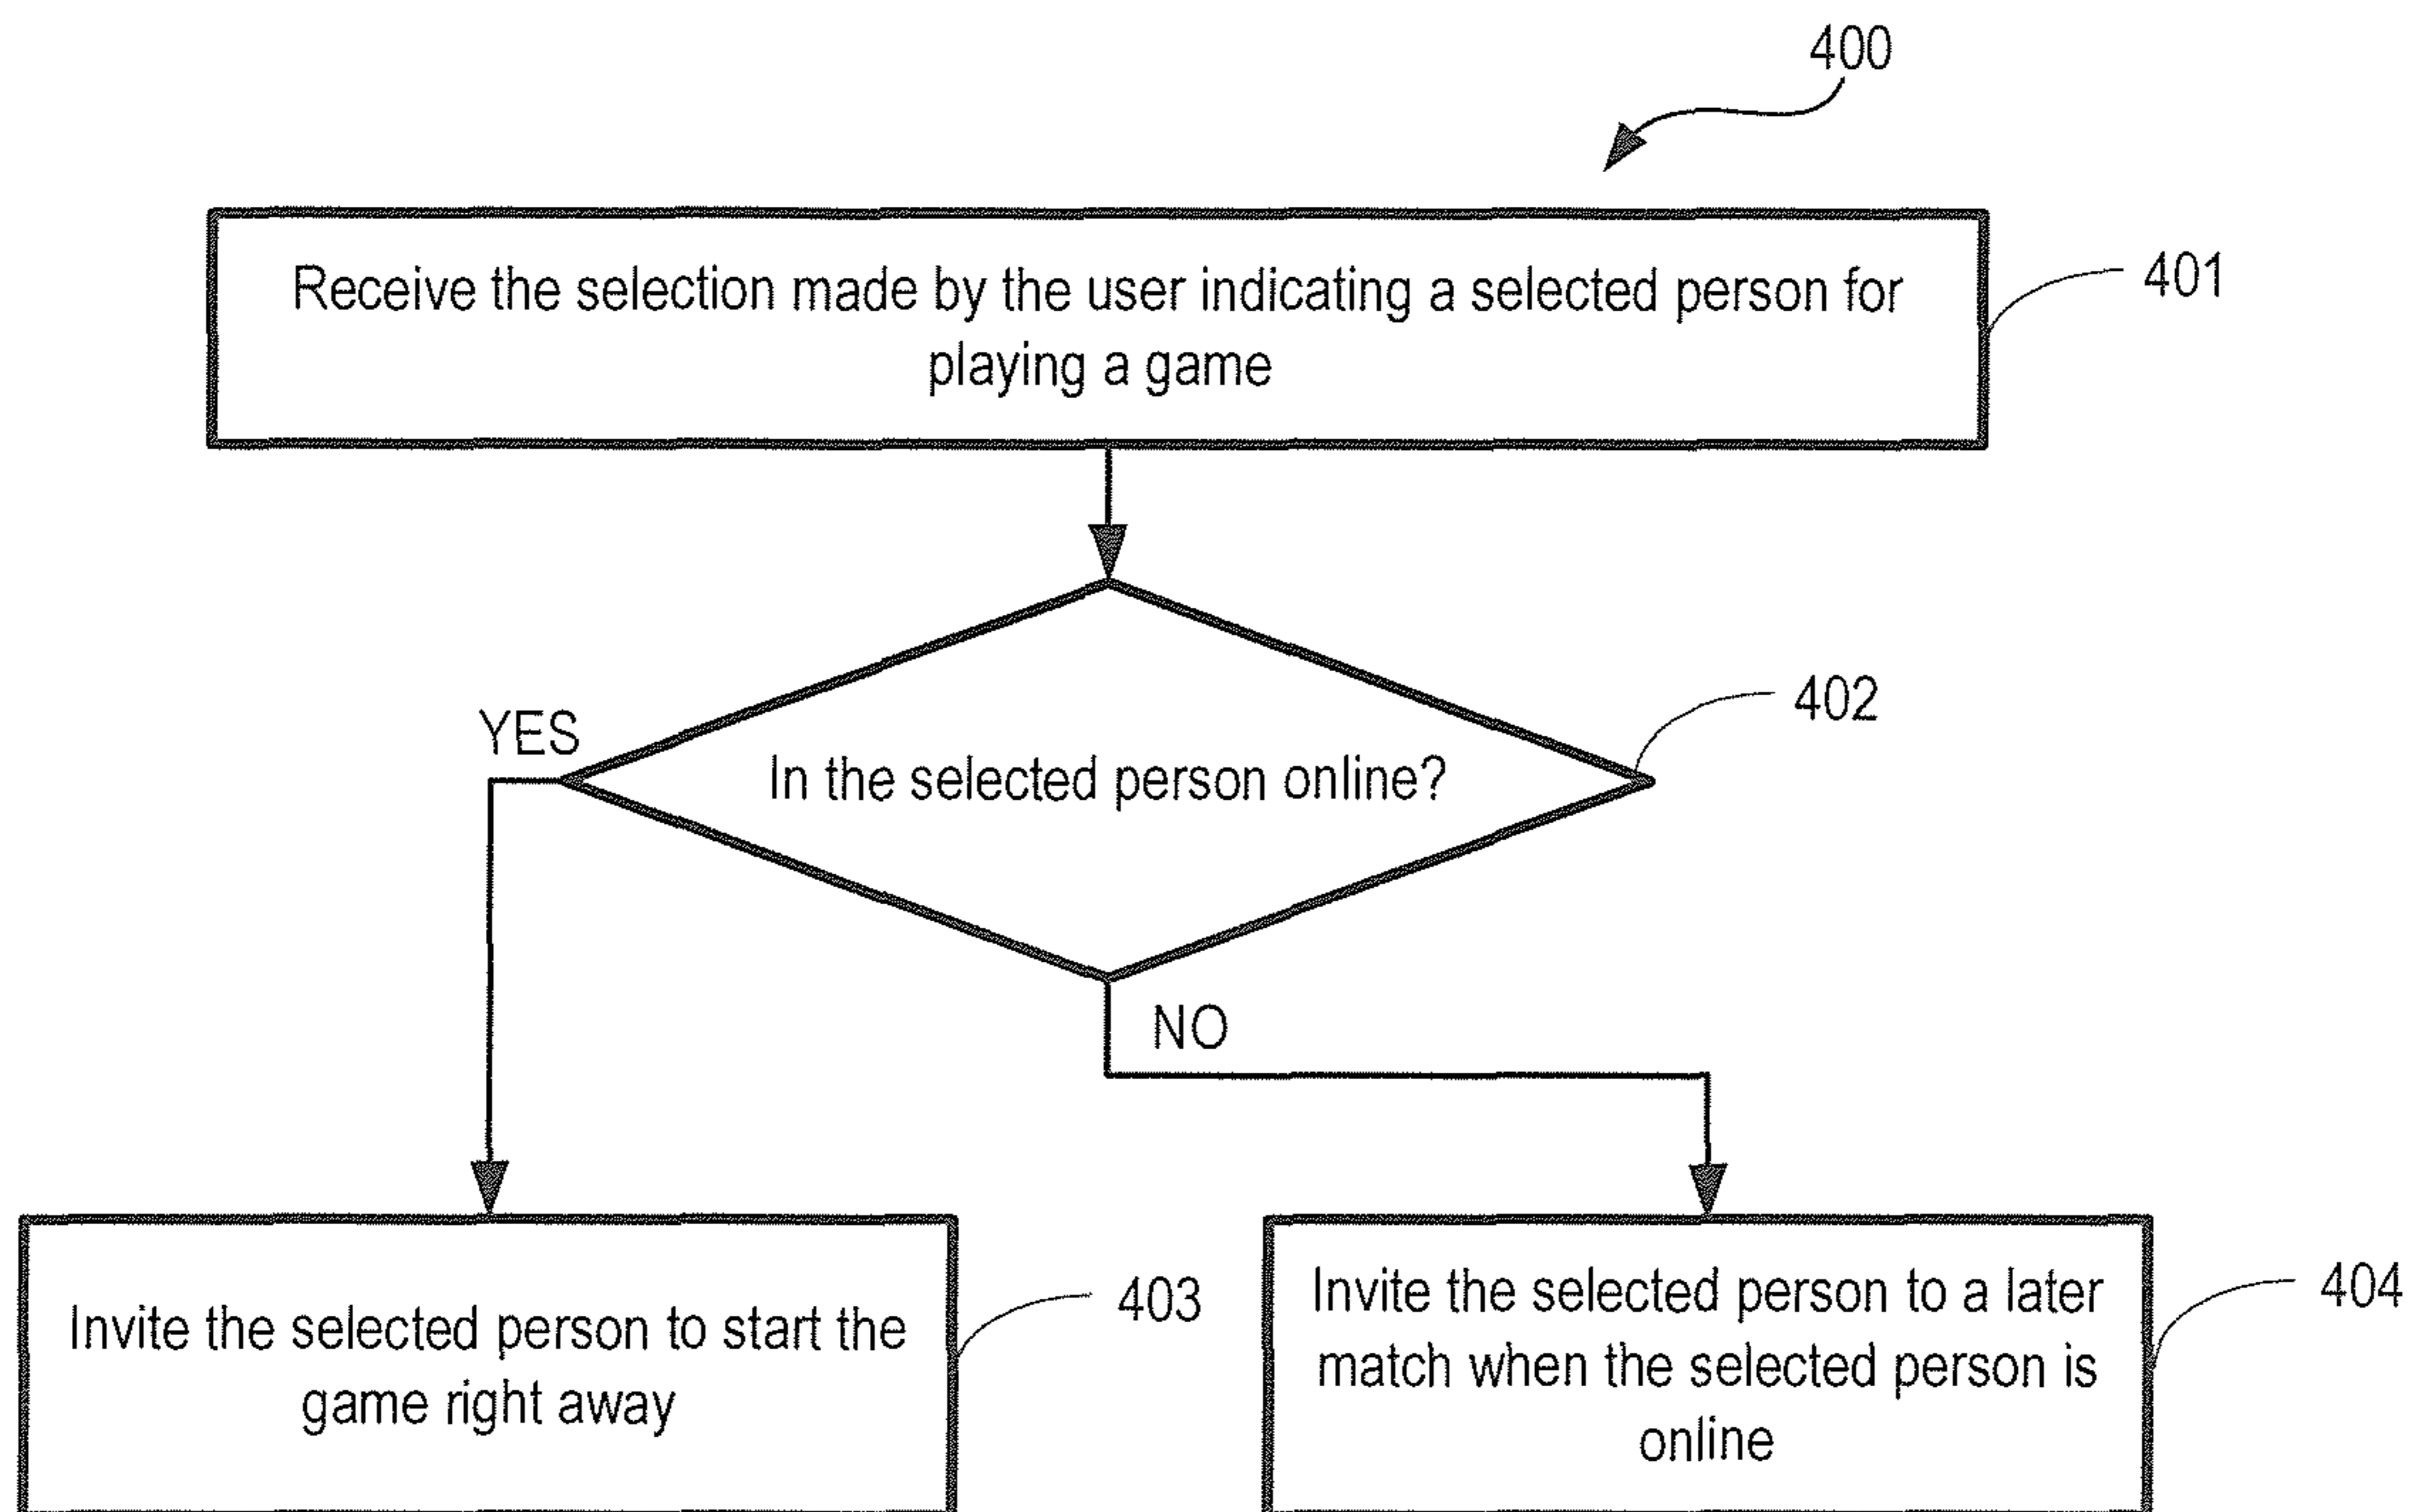 400
Receive the selection made by the user indicating a selected person for
playing a game
401
YES
In the selected person online?
402
NO
Invite the selected person to start the
game right away
403
Invite the selected person to a later
match when the selected person is
online
404